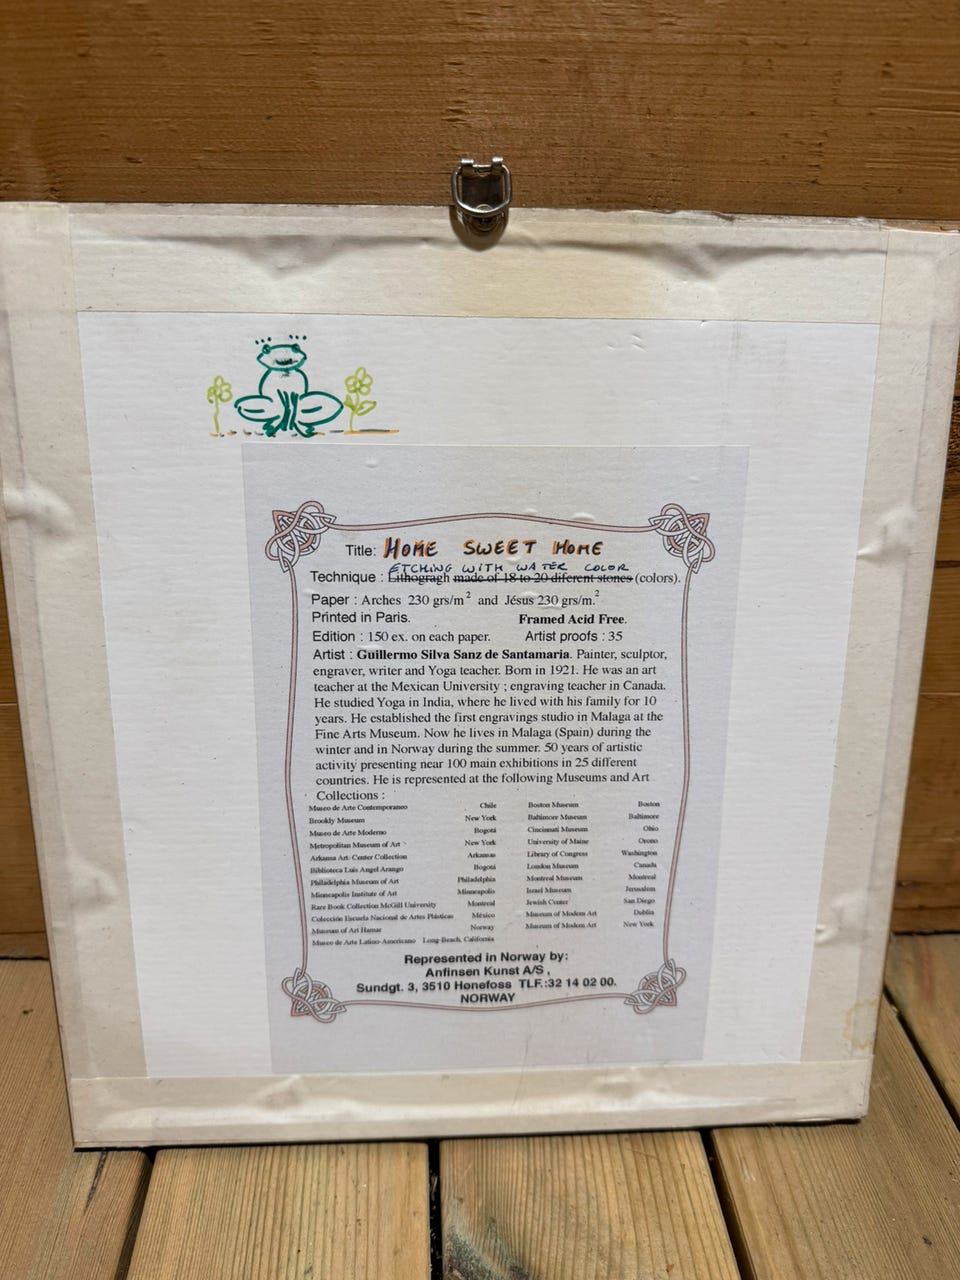 Title: HOME SWEET HOME
ETCHING WITH WATER COLOR
Technique : Lithogragh made of 18 to 20 diferent stones (colors).
Paper : Arches 230 grs/m2 and Jésus 230 grs/m.2
Printed in Paris. Framed Acid Free.
Edition : 150 ex. on each paper. Artist proofs : 35
Artist : Guillermo Silva Sanz de Santamaria. Painter, sculptor,
engraver, writer and Yoga teacher. Born in 1921. He was an art
teacher at the Mexican University ; engraving teacher in Canada.
He studied Yoga in India, where he lived with his family for 10
years. He established the first engravings studio in Malaga at the
Fine Arts Museum. Now he lives in Malaga (Spain) during the
winter and in Norway during the summer. 50 years of artistic
activity presenting near 100 main exhibitions in 25 different
countries. He is represented at the following Museums and Art
Collections :
Museo de Arte Contemporaneo Chile Boston Museum Boston
Brookly Museum New York Baltimore Museum Baltimore
Museo de Arte Moderno Bogotá Cincinnati Museum Ohio
Metropolitan Museum of Art New York University of Maine Orono
Arkansa Art. Center Collection Arkansas Library of Congress Washington
Biblioteca Luis Angel Arango Bogotá London Museum Canada
Philadelphia Museum of Art Philadelphia Montreal Museum Montreal
Minneapolis Institute of Art Minneapolis Israel Museum Jerusalem
Rare Book Collection McGill University Montreal Jewish Center San Diego
Colección Escuela Nacional de Artes Plásticas México Museum of Modern Art Dublin
Museum of Art Hamar Norway Museum of Modern Art New York
Museo de Arte Latino-Americano Long-Beach, California
Represented in Norway by:
Anfinsen Kunst A/S ,
Sundgt. 3, 3510 Hønefoss TLF.:32 14 02 00.
NORWAY